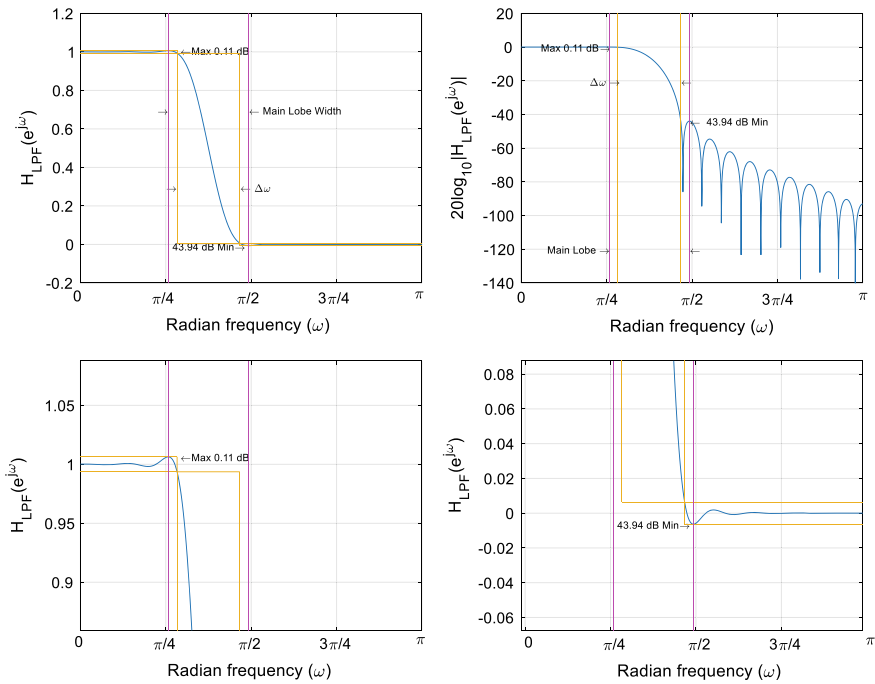 1.2
1
0.8
0.6
0.4
0.2
0
-0.2
H_LPF(e^jω)
←Max 0.11 dB
→
← Main Lobe Width
→
← Δω
43.94 dB Min→
0
π/4
π/2
3π/4
π
Radian frequency (ω)
20
0
-20
-40
-60
-80
-100
-120
-140
20log₁₀|H_LPF(e^jω)|
Max 0.11 dB→
Δω →
←
←43.94 dB Min
Main Lobe →
←
π/4
π/2
3π/4
π
Radian frequency (ω)
1.05
1
0.95
0.9
H_LPF(e^jω)
←Max 0.11 dB
0
π/4
π/2
3π/4
π
Radian frequency (ω)
0.08
0.06
0.04
0.02
0
-0.02
-0.04
-0.06
H_LPF(e^jω)
43.94 dB Min→
0
π/4
π/2
3π/4
π
Radian frequency (ω)